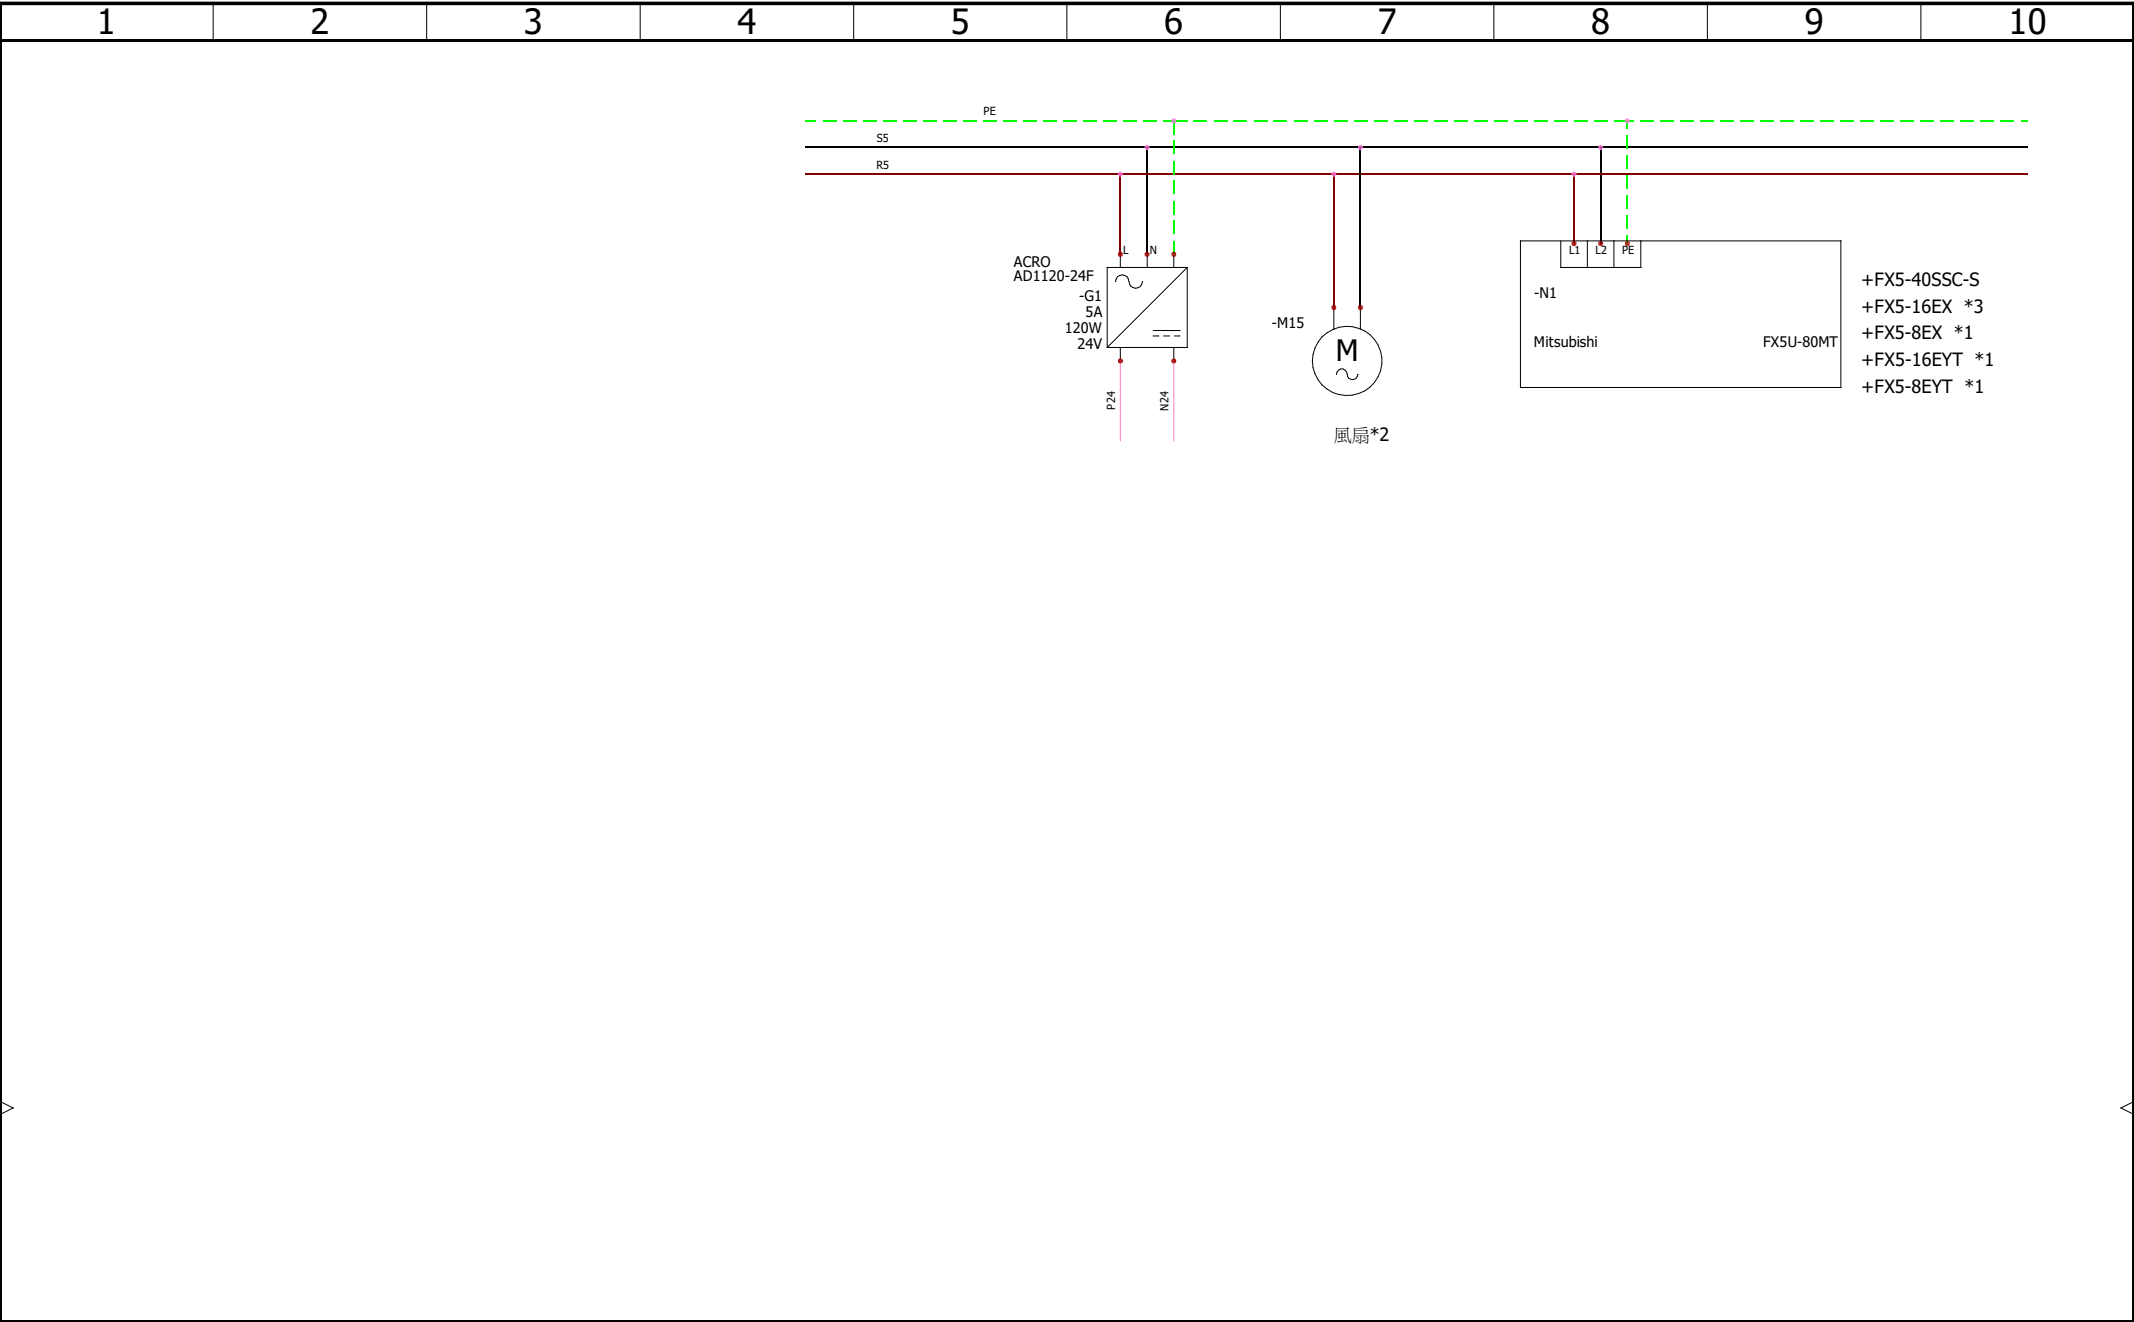 1 2 3 4 5 6 7 8 9 10
PE
S5
R5
L N
ACRO
AD1120-24F
-G1
5A
120W
24V
P24
N24
-M15
M
風扇*2
L1 L2 PE
-N1
Mitsubishi FX5U-80MT
+FX5-40SSC-S
+FX5-16EX *3
+FX5-8EX *1
+FX5-16EYT *1
+FX5-8EYT *1